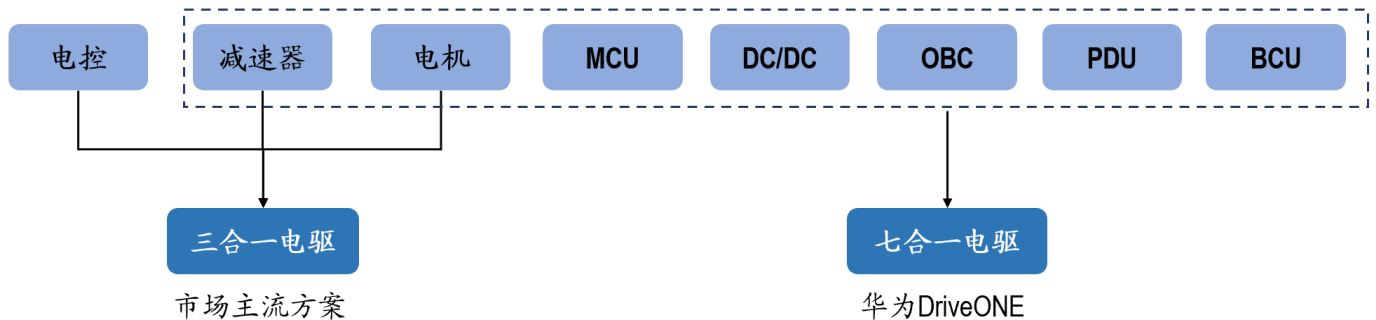 电控 减速器 电机 MCU DC/DC OBC PDU BCU
三合一电驱 七合一电驱
市场主流方案 华为DriveONE